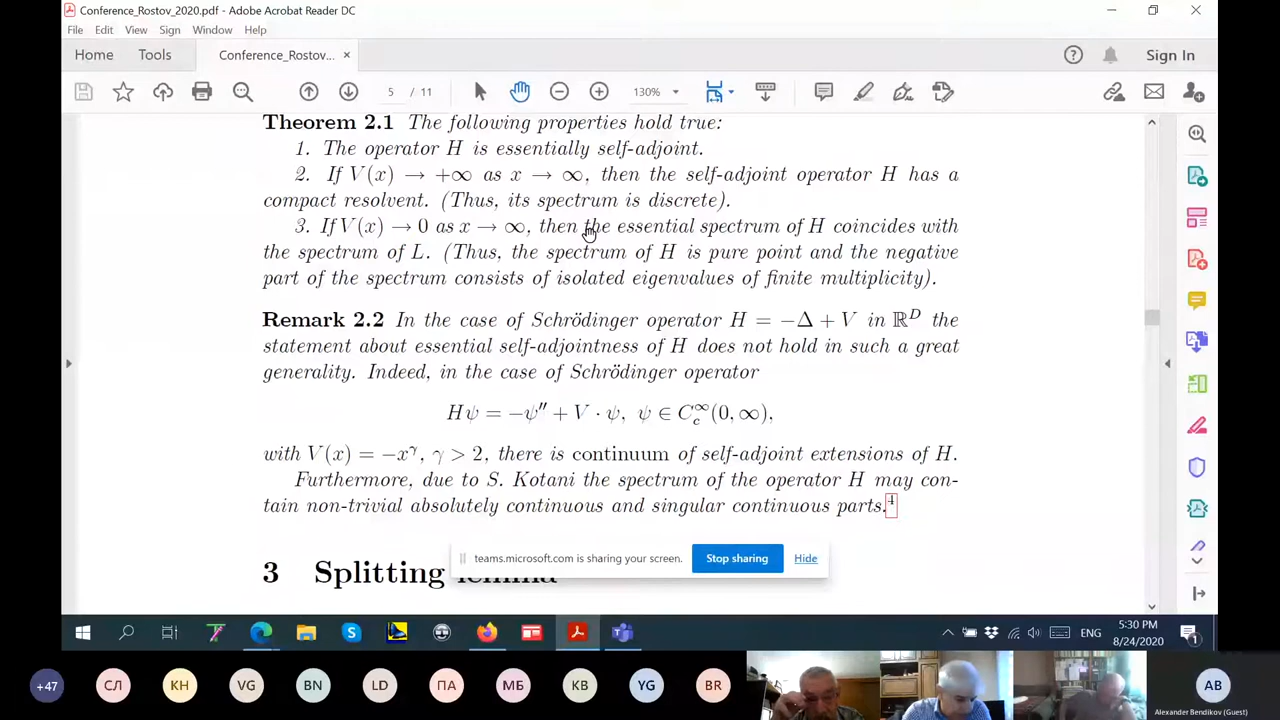 Conference_Rostov_2020.pdf - Adobe Acrobat Reader DC
File Edit View Sign Window Help
Home Tools Conference_Rostov... × Sign In
5 / 11 130%
Theorem 2.1 The following properties hold true:
1. The operator H is essentially self-adjoint.
2. If V(x) → +∞ as x → ∞, then the self-adjoint operator H has a
compact resolvent. (Thus, its spectrum is discrete).
3. If V(x) → 0 as x → ∞, then the essential spectrum of H coincides with
the spectrum of L. (Thus, the spectrum of H is pure point and the negative
part of the spectrum consists of isolated eigenvalues of finite multiplicity).
Remark 2.2 In the case of Schrödinger operator H = −Δ + V in ℝᴰ the
statement about essential self-adjointness of H does not hold in such a great
generality. Indeed, in the case of Schrödinger operator
Hψ = −ψ″ + V · ψ, ψ ∈ C_c^∞(0, ∞),
with V(x) = −x^γ, γ > 2, there is continuum of self-adjoint extensions of H.
Furthermore, due to S. Kotani the spectrum of the operator H may con-
tain non-trivial absolutely continuous and singular continuous parts.
teams.microsoft.com is sharing your screen. Stop sharing Hide
3 Splitting lemma
ENG 5:30 PM
8/24/2020
+47 СЛ КН VG BN LD ПА МБ КВ YG BR AB
Alexander Bendikov (Guest)